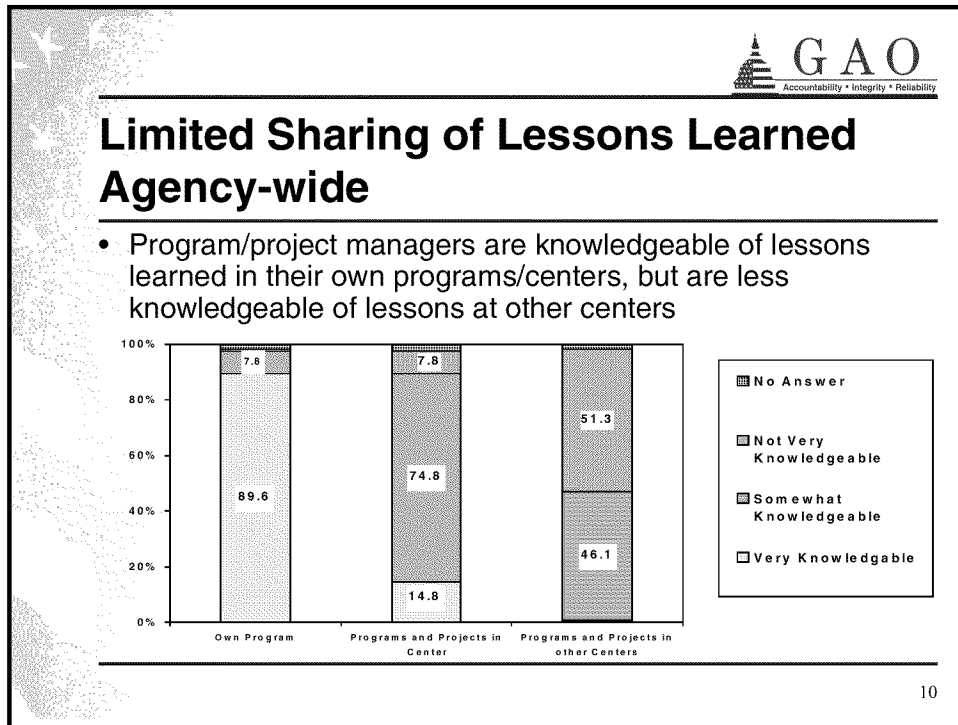 GAO
Accountability * Integrity * Reliability
Limited Sharing of Lessons Learned
Agency-wide
• Program/project managers are knowledgeable of lessons
learned in their own programs/centers, but are less
knowledgeable of lessons at other centers
100%
80%
60%
40%
20%
0%
7.8
89.6
7.8
74.8
14.8
51.3
46.1
Own Program
Programs and Projects in
Center
Programs and Projects in
other Centers
No Answer
Not Very
Knowledgeable
Somewhat
Knowledgeable
Very Knowledgable
10